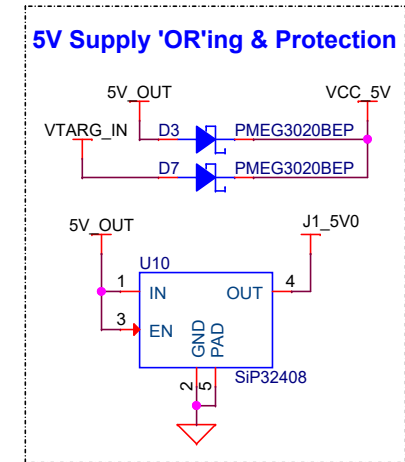 5V Supply 'OR'ing & Protection
5V_OUT VCC_5V
VTARG_IN D3 PMEG3020BEP
D7 PMEG3020BEP
5V_OUT J1_5V0
U10
1 IN OUT 4
3 EN GND PAD
2 5 SiP32408